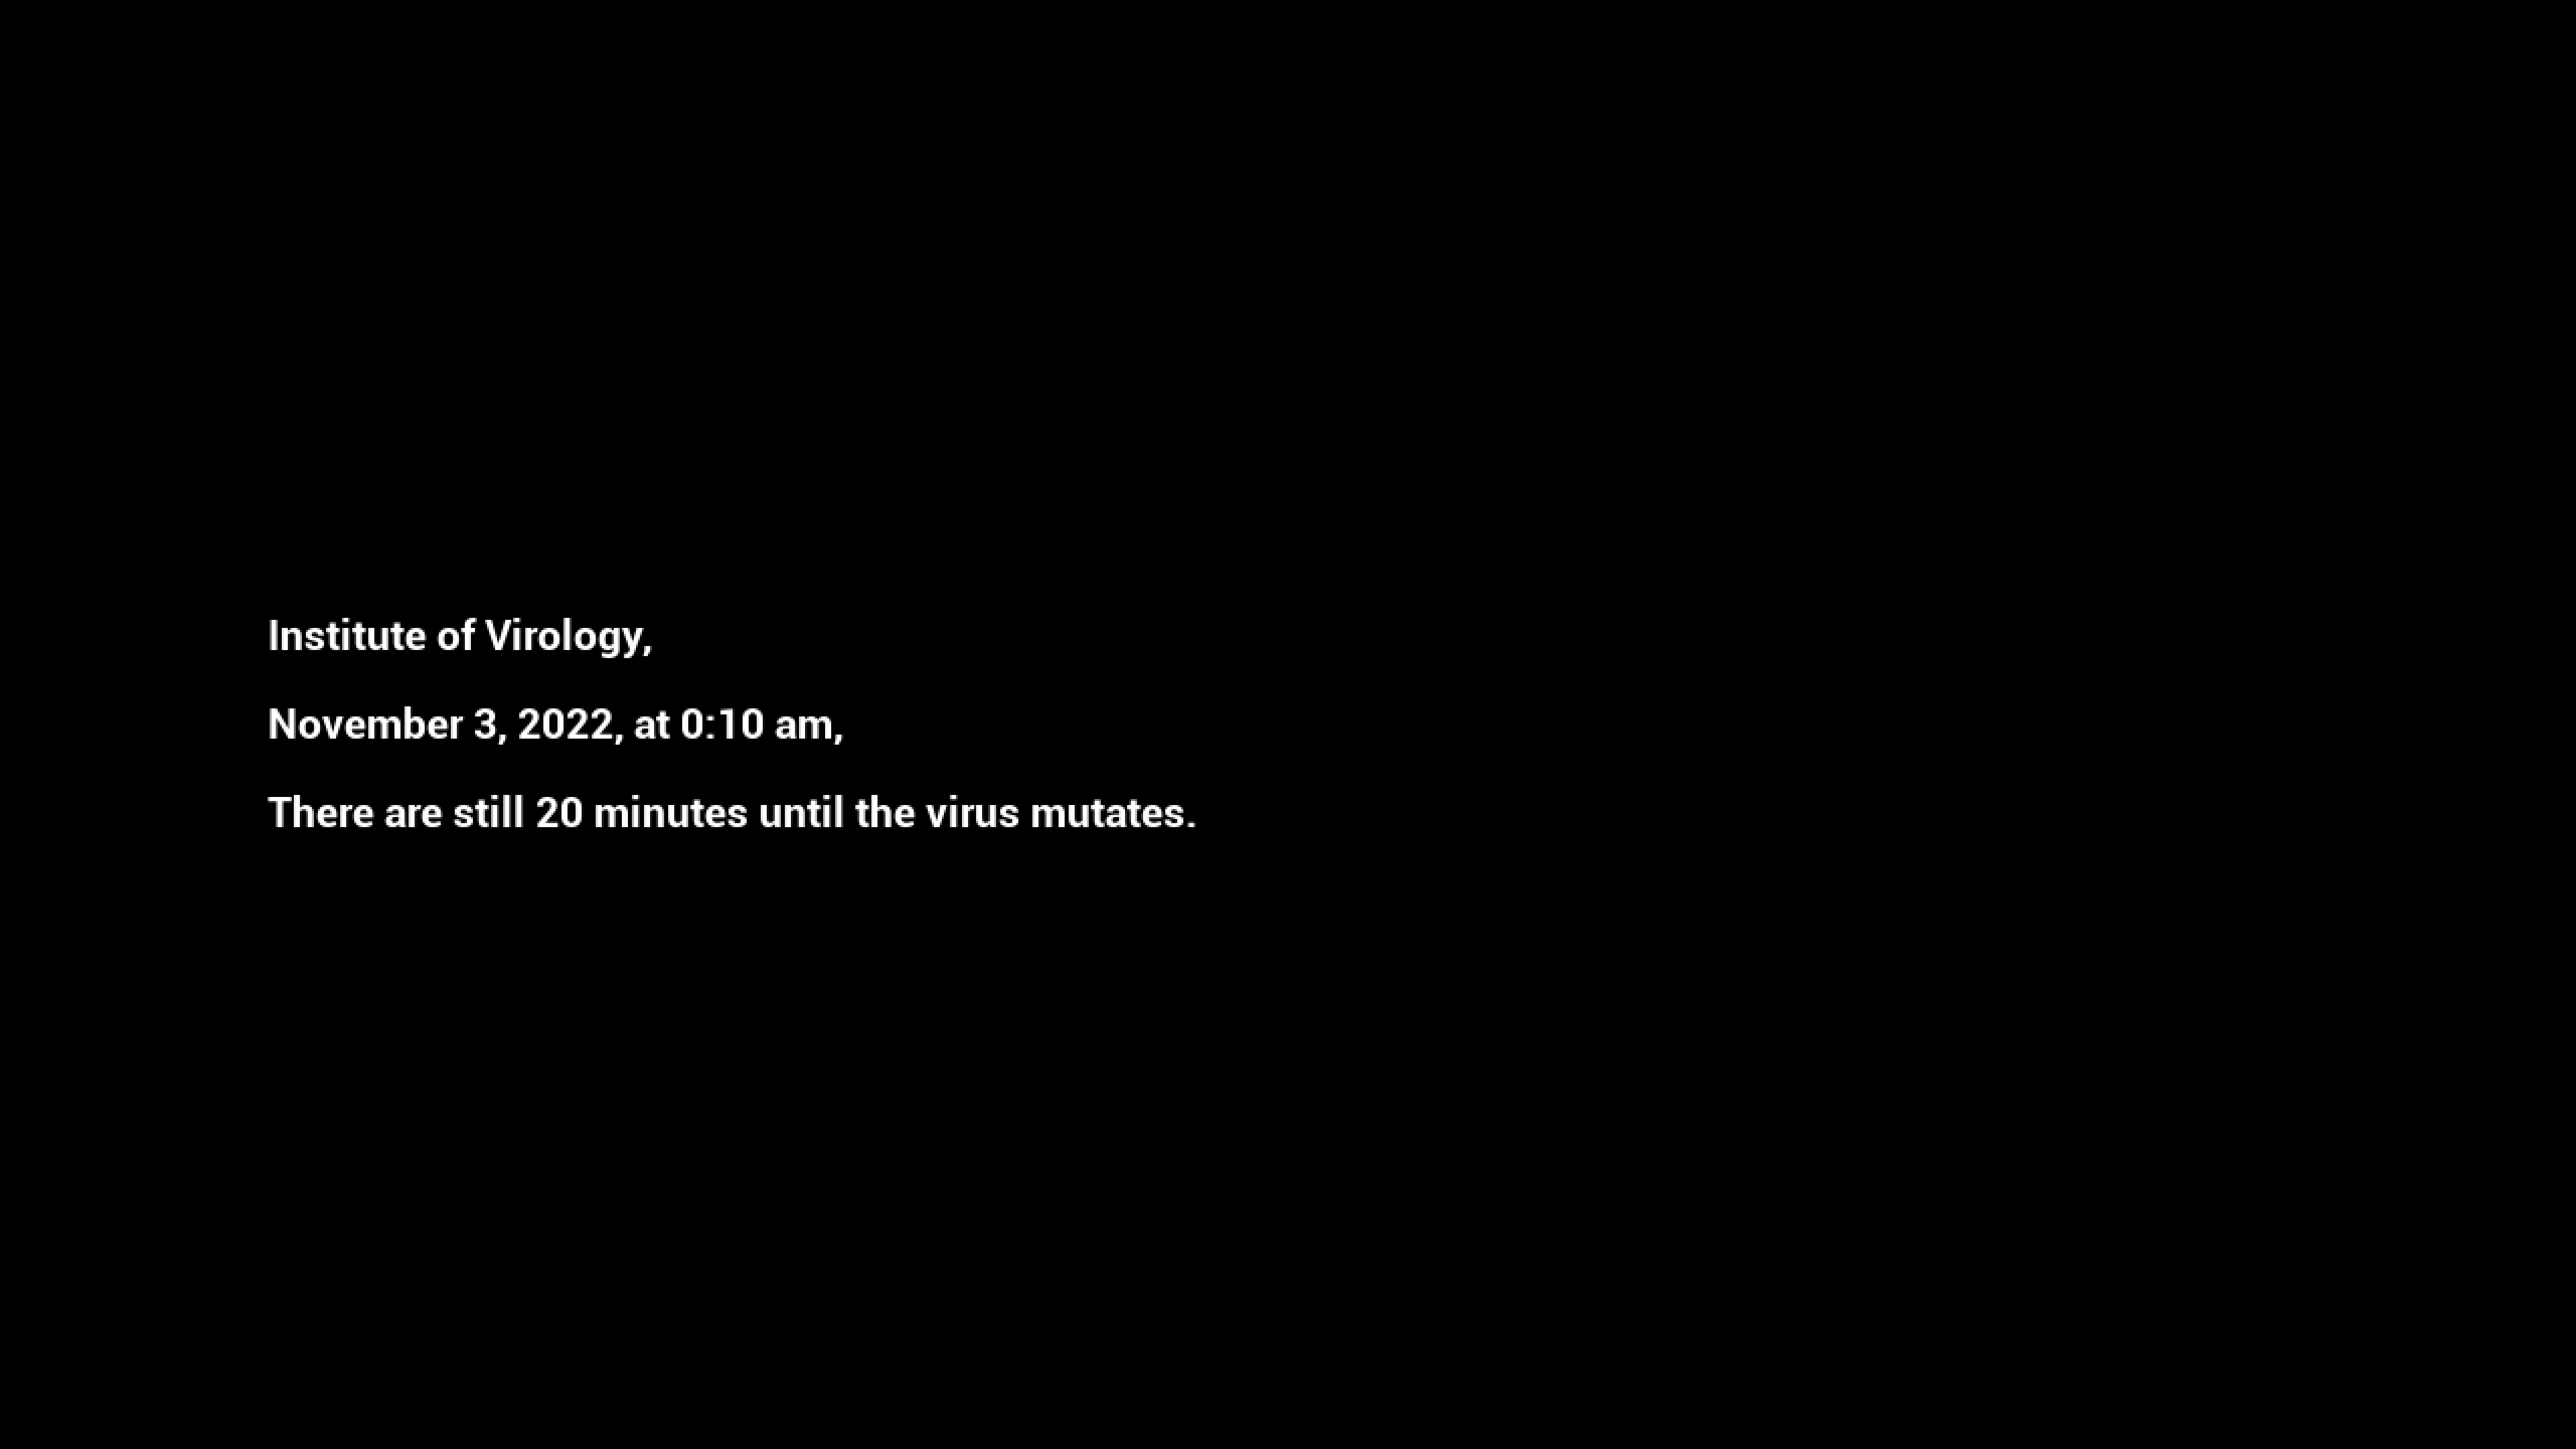 Institute of Virology,
November 3, 2022, at 0:10 am,
There are still 20 minutes until the virus mutates.